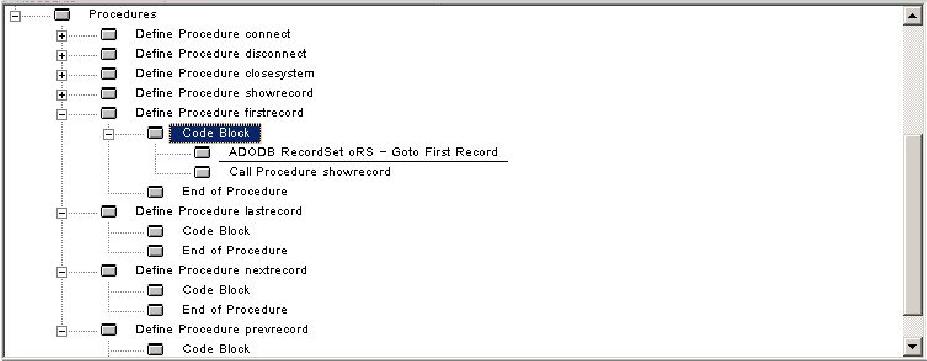 Procedures
Define Procedure connect
Define Procedure disconnect
Define Procedure closesystem
Define Procedure showrecord
Define Procedure firstrecord
Code Block
ADODB RecordSet oRS - Goto First Record
Call Procedure showrecord
End of Procedure
Define Procedure lastrecord
Code Block
End of Procedure
Define Procedure nextrecord
Code Block
End of Procedure
Define Procedure prevrecord
Code Block